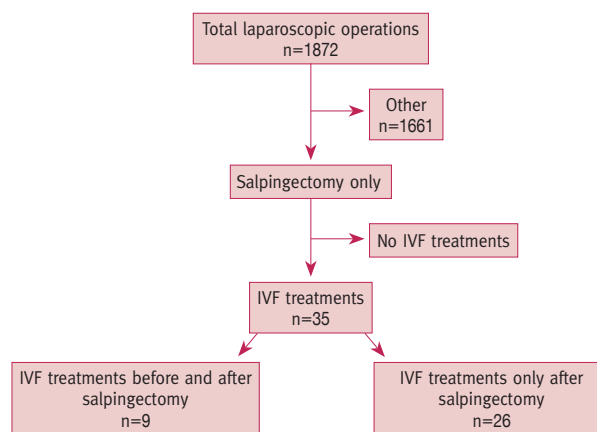 Total laparoscopic operations
n=1872
Other
n=1661
Salpingectomy only
No IVF treatments
IVF treatments
n=35
IVF treatments before and after
salpingectomy
n=9
IVF treatments only after
salpingectomy
n=26